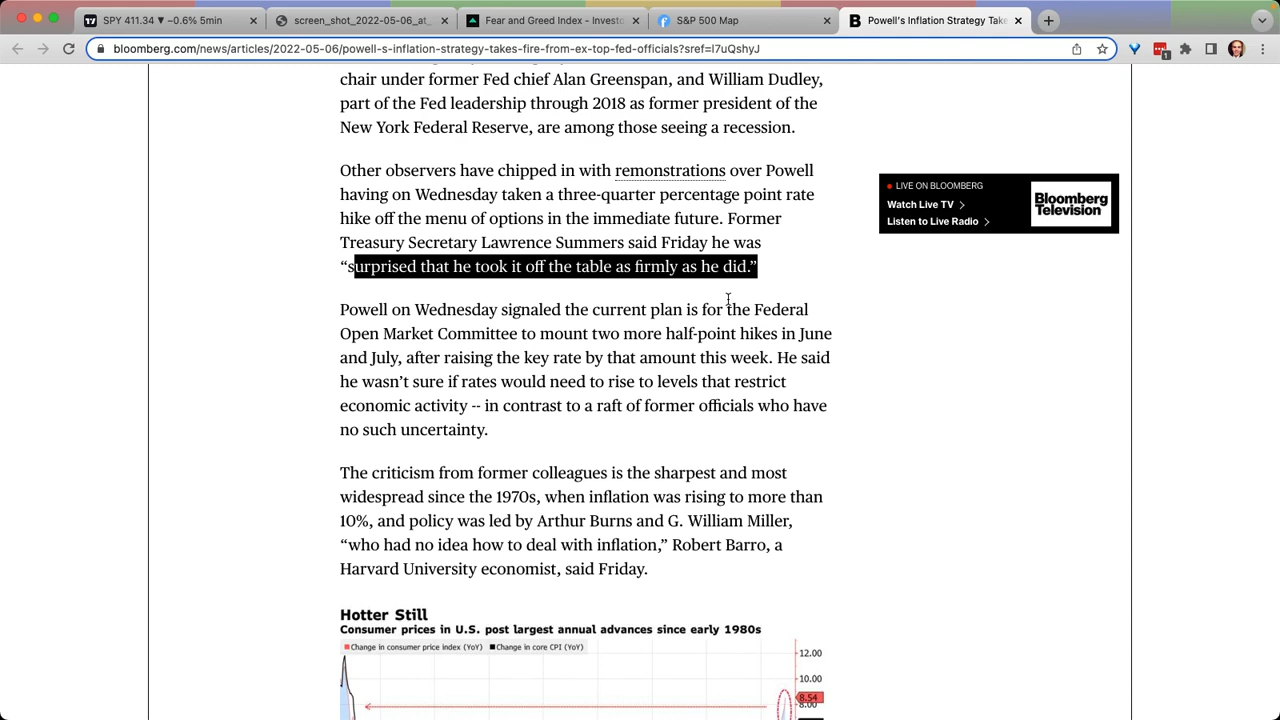 SPY 411.34 ▼ −0.6% 5min
screen_shot_2022-05-06_at_
Fear and Greed Index - Investo
S&P 500 Map
Powell's Inflation Strategy Take
bloomberg.com/news/articles/2022-05-06/powell-s-inflation-strategy-takes-fire-from-ex-top-fed-officials?sref=l7uQshyJ
1
chair under former Fed chief Alan Greenspan, and William Dudley,
part of the Fed leadership through 2018 as former president of the
New York Federal Reserve, are among those seeing a recession.
Other observers have chipped in with remonstrations over Powell
having on Wednesday taken a three-quarter percentage point rate
hike off the menu of options in the immediate future. Former
Treasury Secretary Lawrence Summers said Friday he was
“surprised that he took it off the table as firmly as he did.”
LIVE ON BLOOMBERG
Watch Live TV
Listen to Live Radio
Bloomberg
Television
Powell on Wednesday signaled the current plan is for the Federal
Open Market Committee to mount two more half-point hikes in June
and July, after raising the key rate by that amount this week. He said
he wasn’t sure if rates would need to rise to levels that restrict
economic activity -- in contrast to a raft of former officials who have
no such uncertainty.
The criticism from former colleagues is the sharpest and most
widespread since the 1970s, when inflation was rising to more than
10%, and policy was led by Arthur Burns and G. William Miller,
“who had no idea how to deal with inflation,” Robert Barro, a
Harvard University economist, said Friday.
Hotter Still
Consumer prices in U.S. post largest annual advances since early 1980s
Change in consumer price index (YoY) Change in core CPI (YoY)
12.00
10.00
8.54
8.00